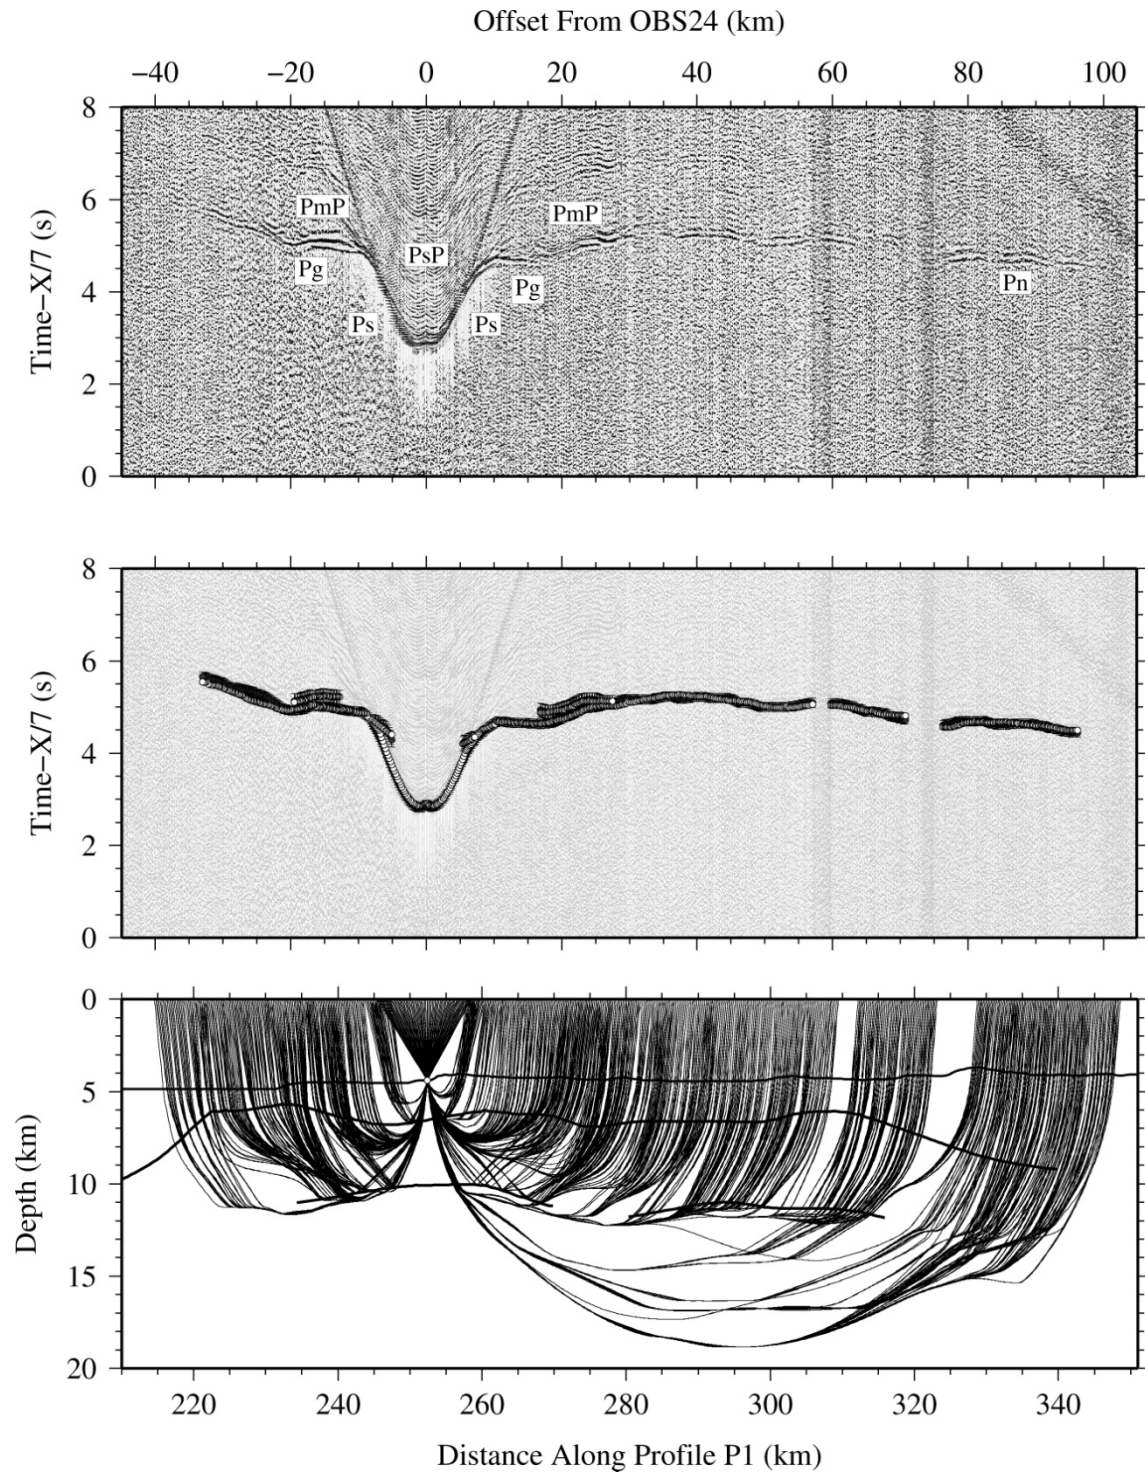 Offset From OBS24 (km)
−40 −20 0 20 40 60 80 100
8
6
4
2
0
Time−X/7 (s)
PmP
Pg
Ps
PsP
Ps
Pg
PmP
Pn
8
6
4
2
0
Time−X/7 (s)
0
5
10
15
20
Depth (km)
220 240 260 280 300 320 340
Distance Along Profile P1 (km)